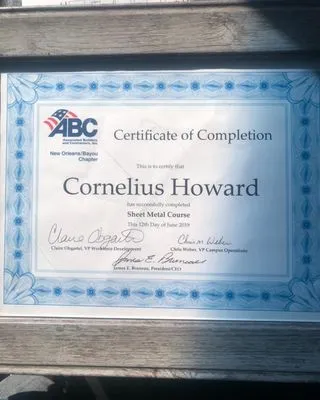 ABC
Associated Builders
and Contractors, Inc.
New Orleans/Bayou
Chapter
Certificate of Completion
This is to certify that
Cornelius Howard
has successfully completed
Sheet Metal Course
This 12th Day of June 2019
Claire Obgartel, VP Workforce Development
Chris Weber, VP Campus Operations
James E. Bruneau, President/CEO